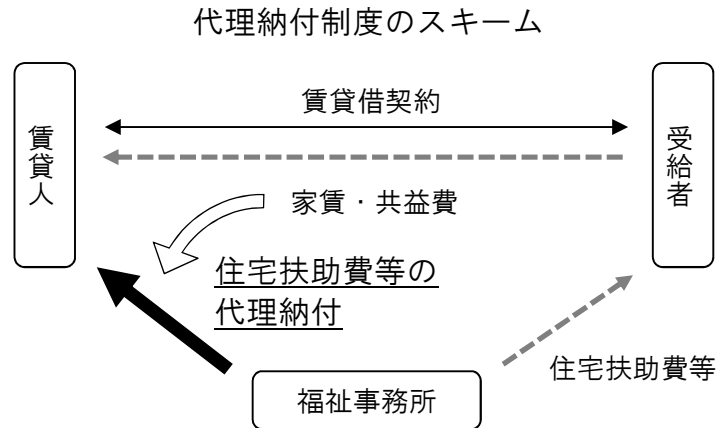 代理納付制度のスキーム
賃貸人
賃貸借契約
受給者
家賃・共益費
住宅扶助費等の
代理納付
住宅扶助費等
福祉事務所